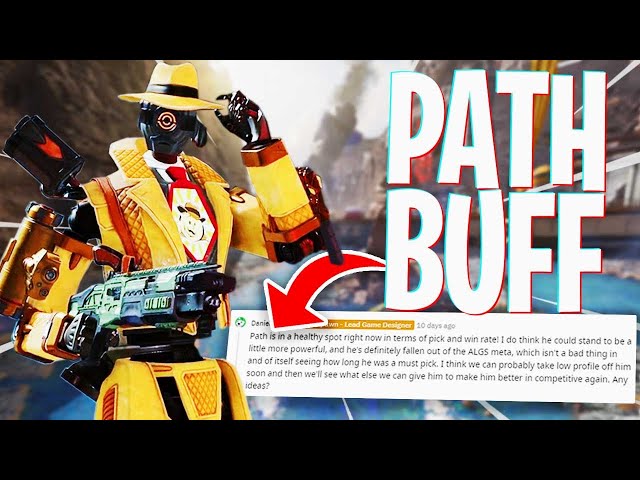 PATH
BUFF
Danie - Lead Game Designer 10 days ago
Path is in a healthy spot right now in terms of pick and win rate! I do think he could stand to be a
little more powerful, and he's definitely fallen out of the ALGS meta, which isn't a bad thing in
and of itself seeing how long he was a must pick. I think we can probably take low profile off him
soon and then we'll see what else we can give him to make him better in competitive again. Any
ideas?